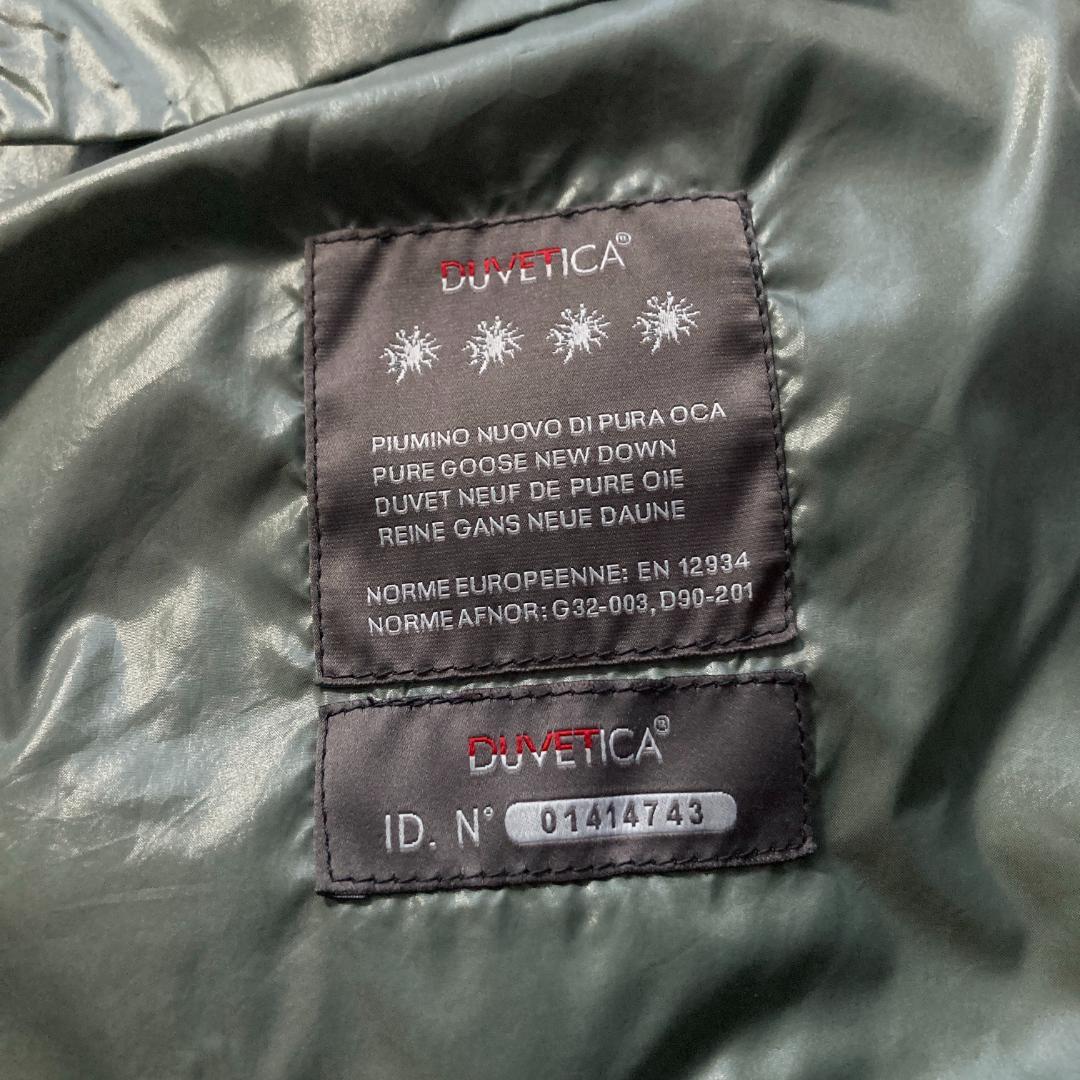 DUVETICA®
PIUMINO NUOVO DI PURA OCA
PURE GOOSE NEW DOWN
DUVET NEUF DE PURE OIE
REINE GANS NEUE DAUNE
NORME EUROPEENNE: EN 12934
NORME AFNOR: G32-003, D90-201
DUVETICA®
ID. N° 01414743